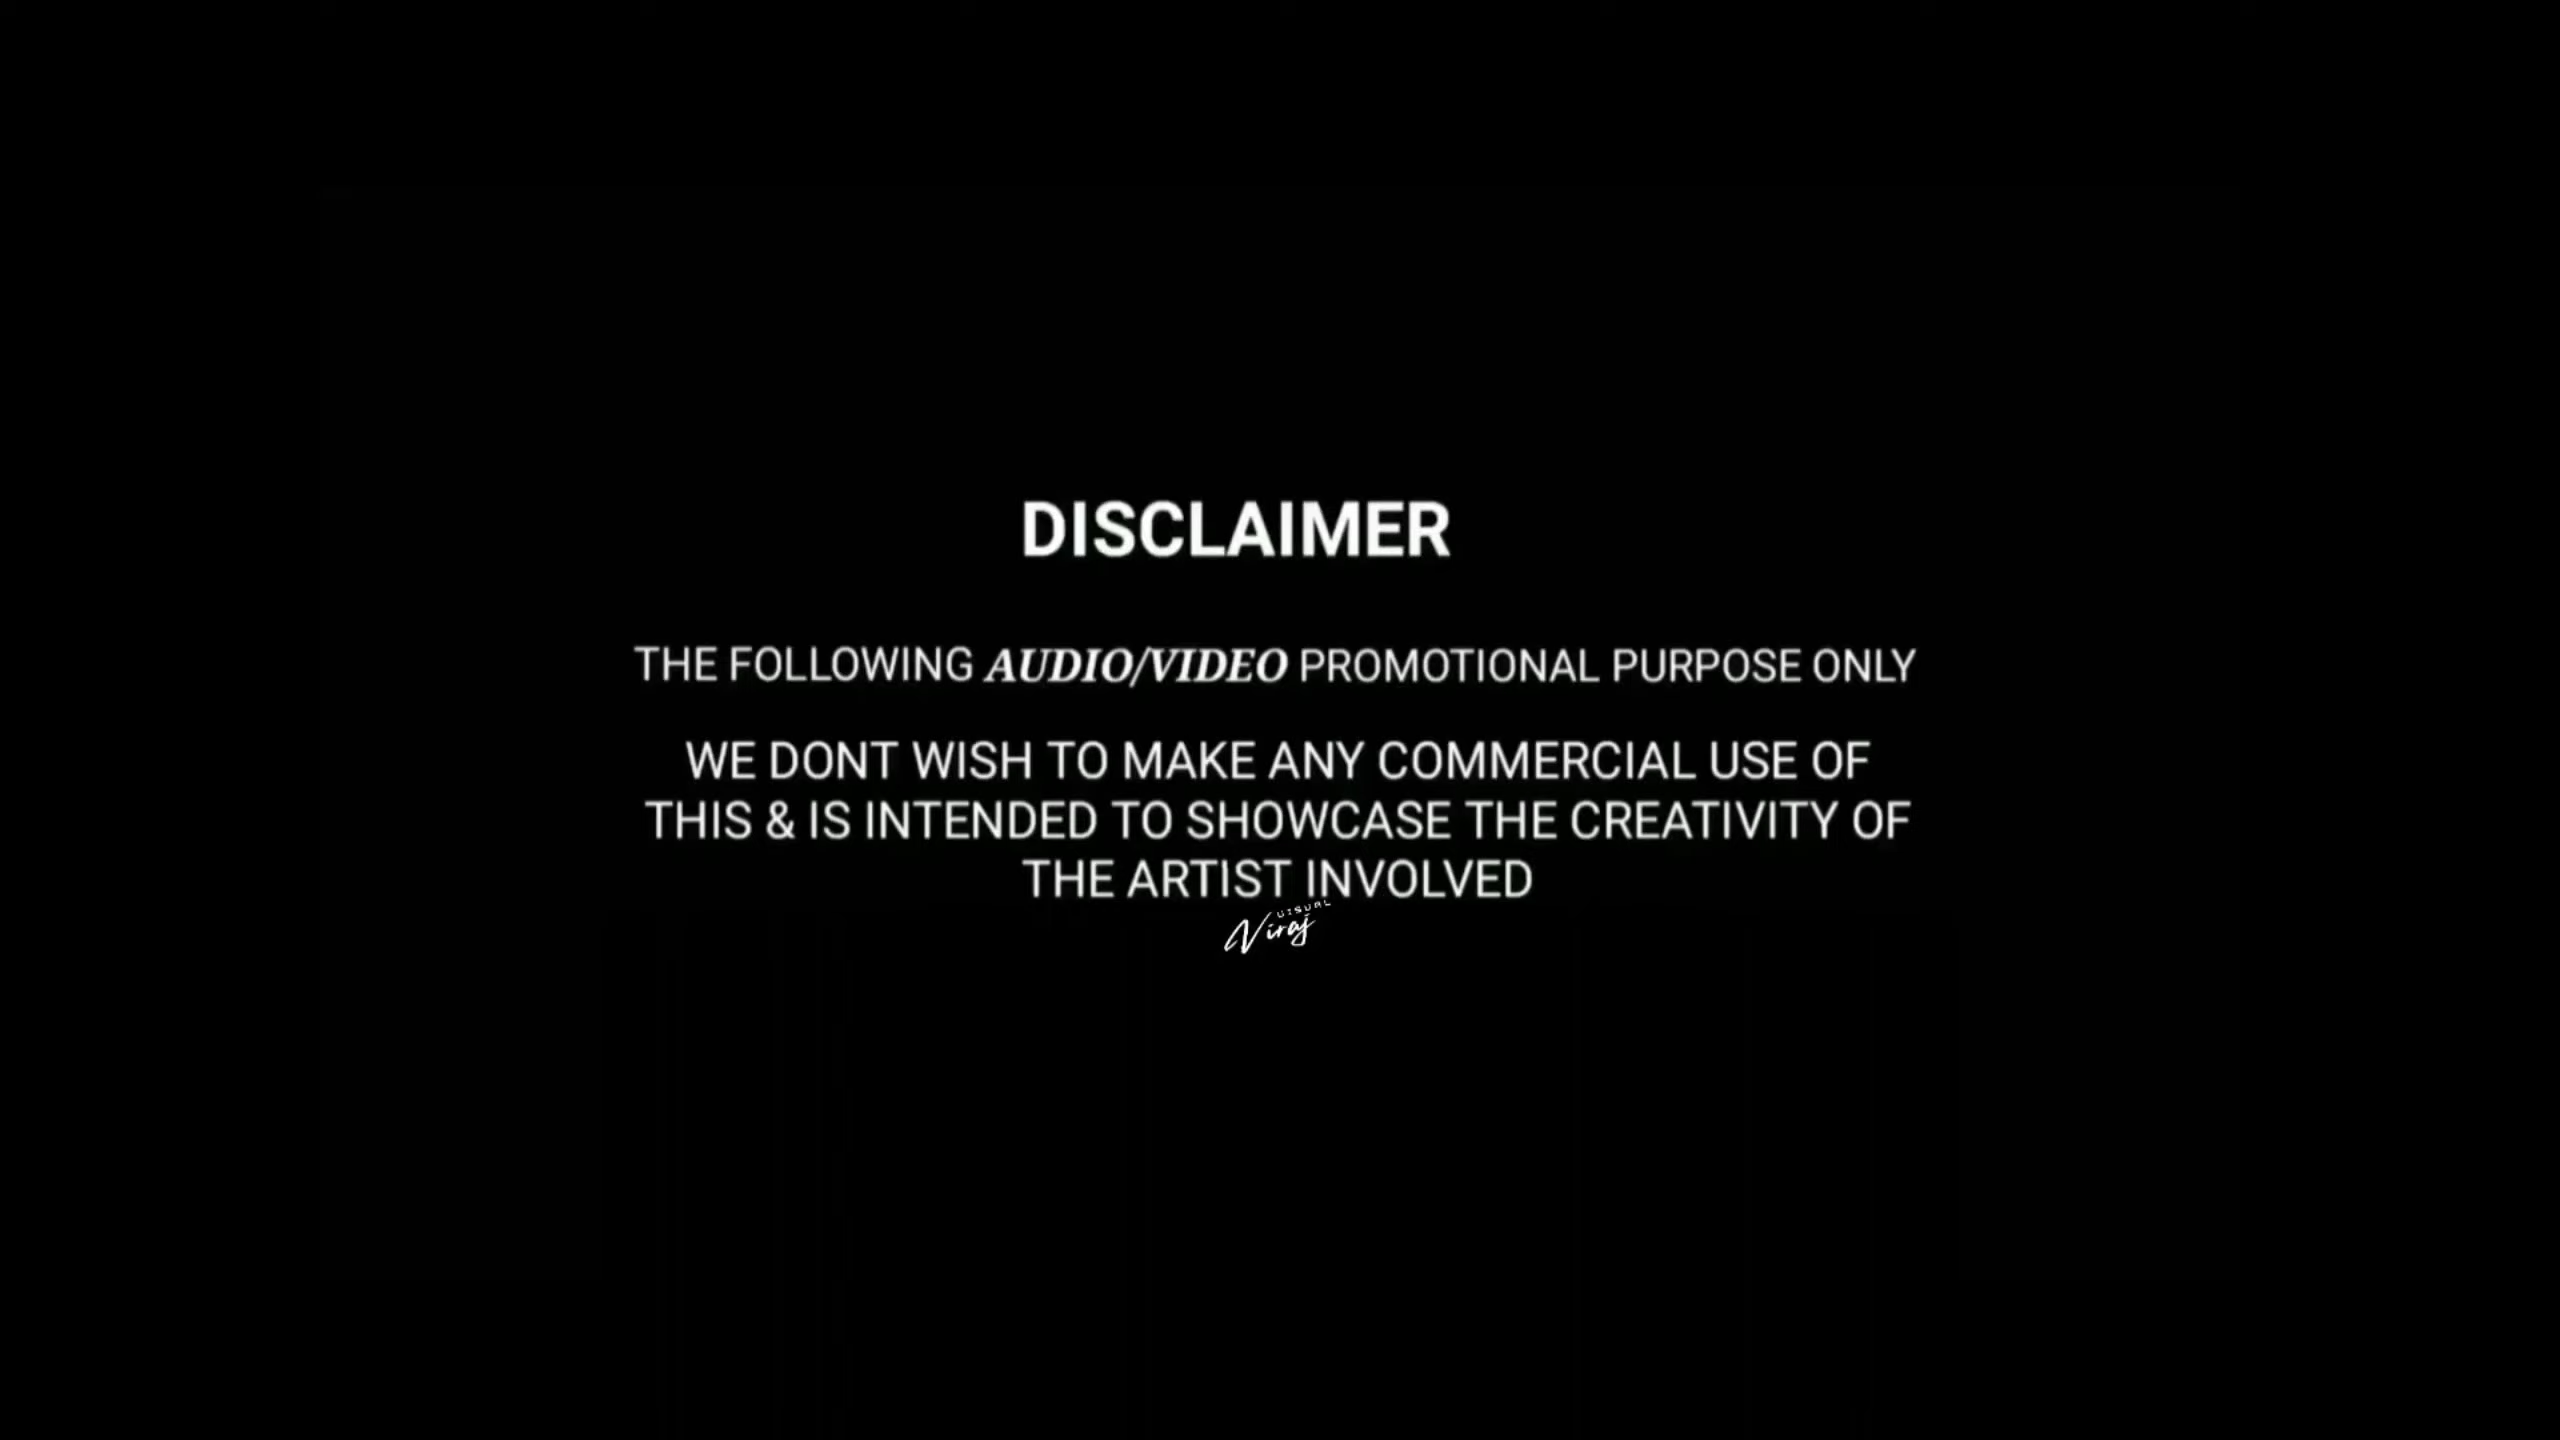 DISCLAIMER
THE FOLLOWING AUDIO/VIDEO PROMOTIONAL PURPOSE ONLY
WE DONT WISH TO MAKE ANY COMMERCIAL USE OF
THIS & IS INTENDED TO SHOWCASE THE CREATIVITY OF
THE ARTIST INVOLVED
VISUAL
Niraj